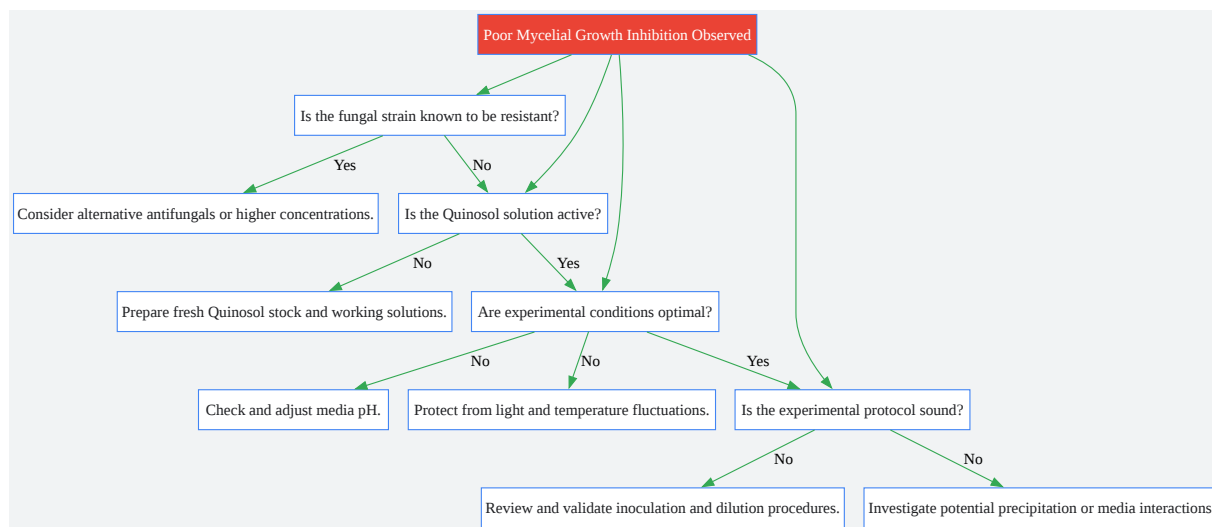 Poor Mycelial Growth Inhibition Observed
Is the fungal strain known to be resistant?
Yes
No
Consider alternative antifungals or higher concentrations.
Is the Quinosol solution active?
No
Yes
Prepare fresh Quinosol stock and working solutions.
Are experimental conditions optimal?
No
No
Yes
Check and adjust media pH.
Protect from light and temperature fluctuations.
Is the experimental protocol sound?
No
No
Review and validate inoculation and dilution procedures.
Investigate potential precipitation or media interactions